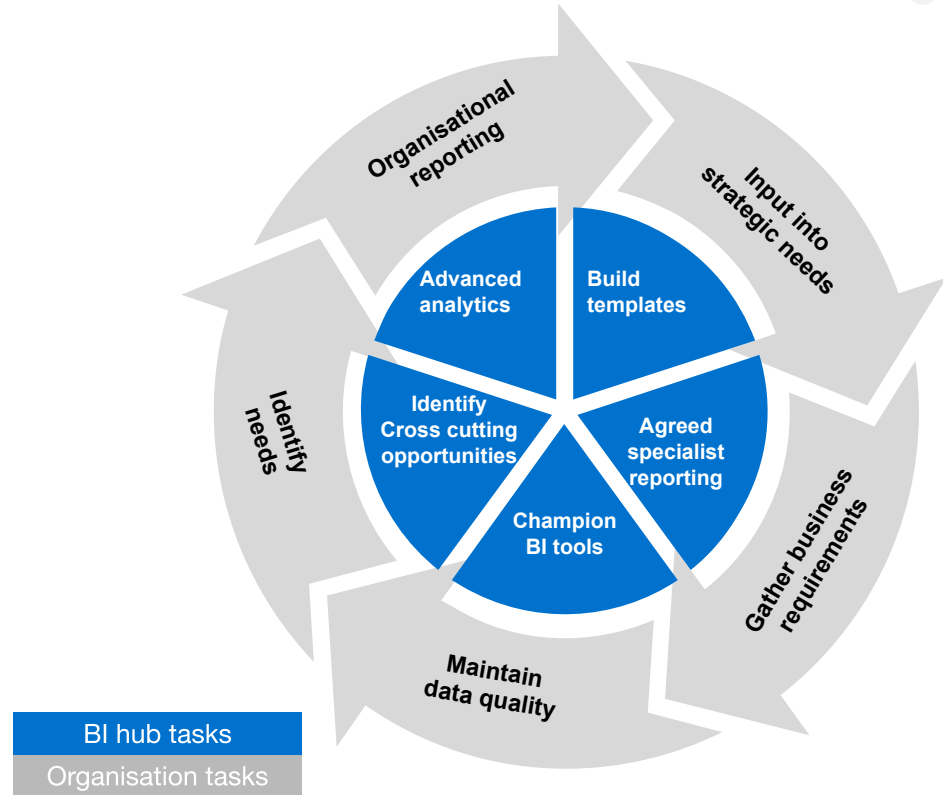 Organisational
reporting
Input into
strategic needs
Advanced
analytics
Build
templates
Identify
needs
Identify
Cross cutting
opportunities
Agreed
specialist
reporting
Champion
BI tools
Gather business
requirements
Maintain
data quality
BI hub tasks
Organisation tasks